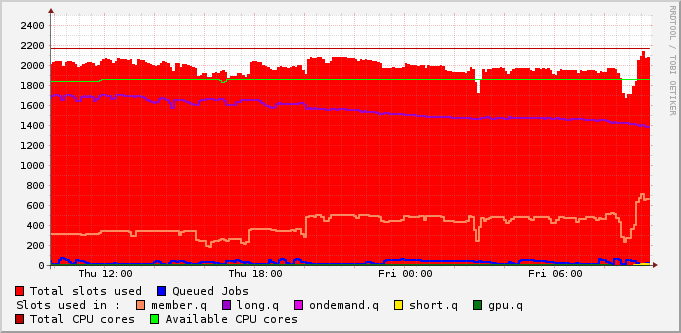 RRDTOOL / TOBI OETIKER
2400
2200
2000
1800
1600
1400
1200
1000
800
600
400
200
0
Thu 12:00 Thu 18:00 Fri 00:00 Fri 06:00
Total slots used Queued Jobs
Slots used in : member.q long.q ondemand.q short.q gpu.q
Total CPU cores Available CPU cores